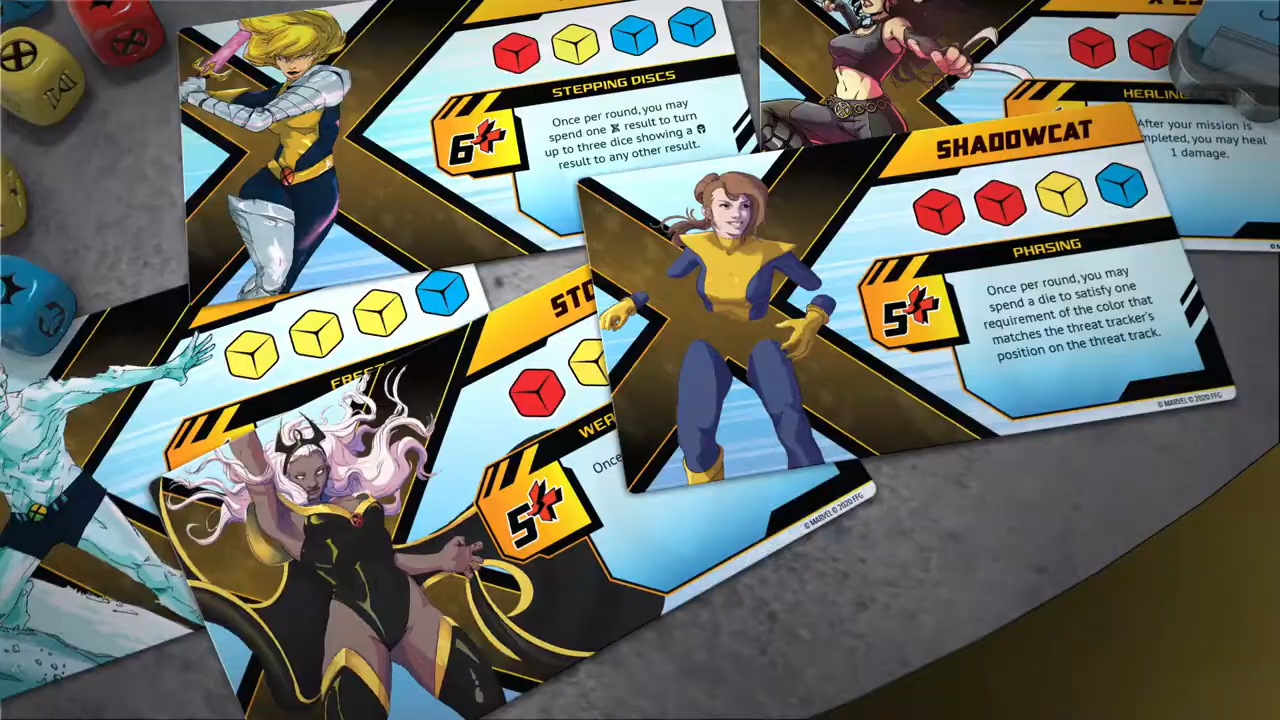 STEPPING DISCS
6
Once per round, you may
spend one result to turn
up to three dice showing a
result to any other result.
HEALING
After your mission is
you may heal
1 damage.
SHADOWCAT
PHASING
5
Once per round, you may
spend a die to satisfy one
requirement of the color that
matches the threat tracker's
position on the threat track.
© MARVEL © 2020 FFG
5
Once
© MARVEL © 2020 FFG